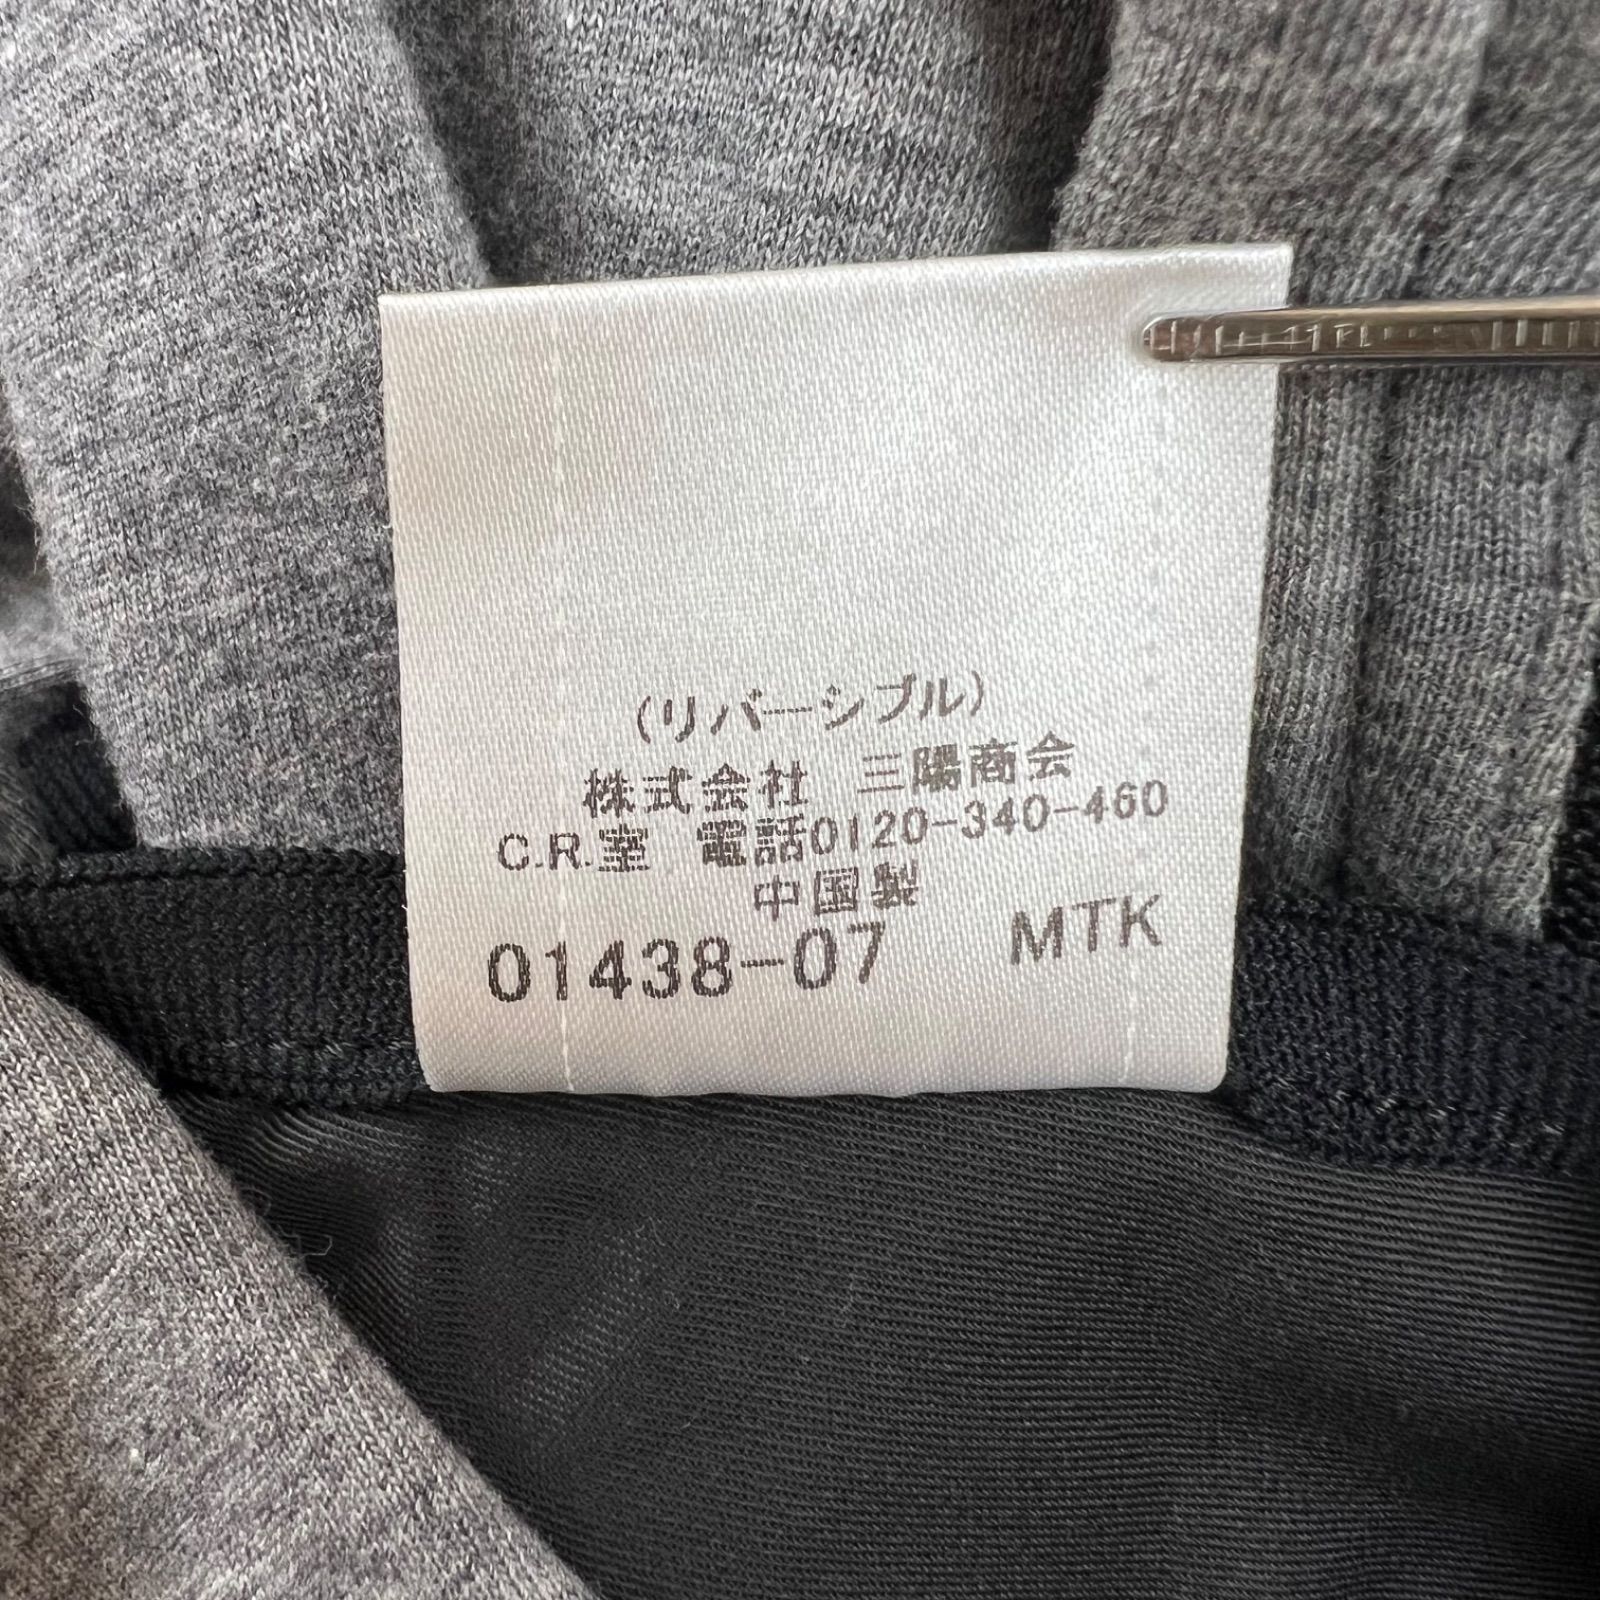 (リバーシブル)
株式会社 三陽商会
C.R.室 電話0120-340-460
中国製
01438-07 MTK